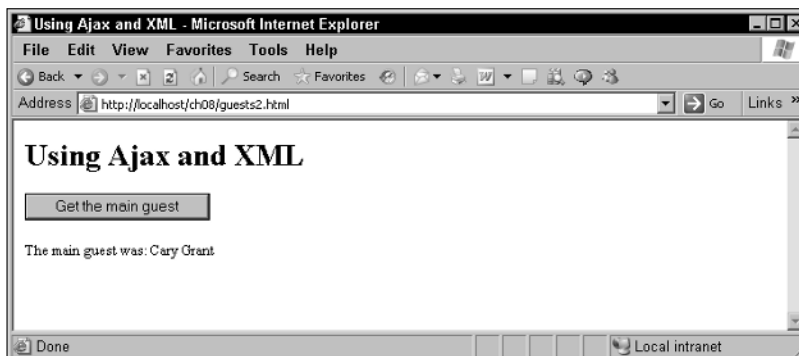 Using Ajax and XML - Microsoft Internet Explorer
File Edit View Favorites Tools Help
Back Search Favorites
Address http://localhost/ch08/guests2.html Go Links »
Using Ajax and XML
Get the main guest
The main guest was: Cary Grant
Done Local intranet